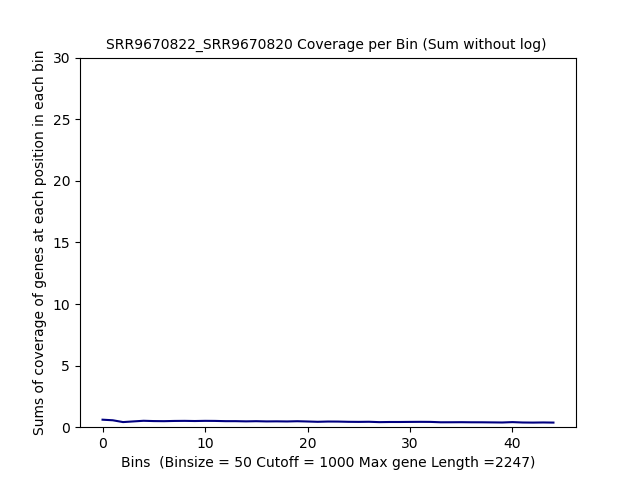 SRR9670822_SRR9670820 Coverage per Bin (Sum without log)
Sums of coverage of genes at each position in each bin
30
25
20
15
10
5
0
0 10 20 30 40
Bins  (Binsize = 50 Cutoff = 1000 Max gene Length =2247)